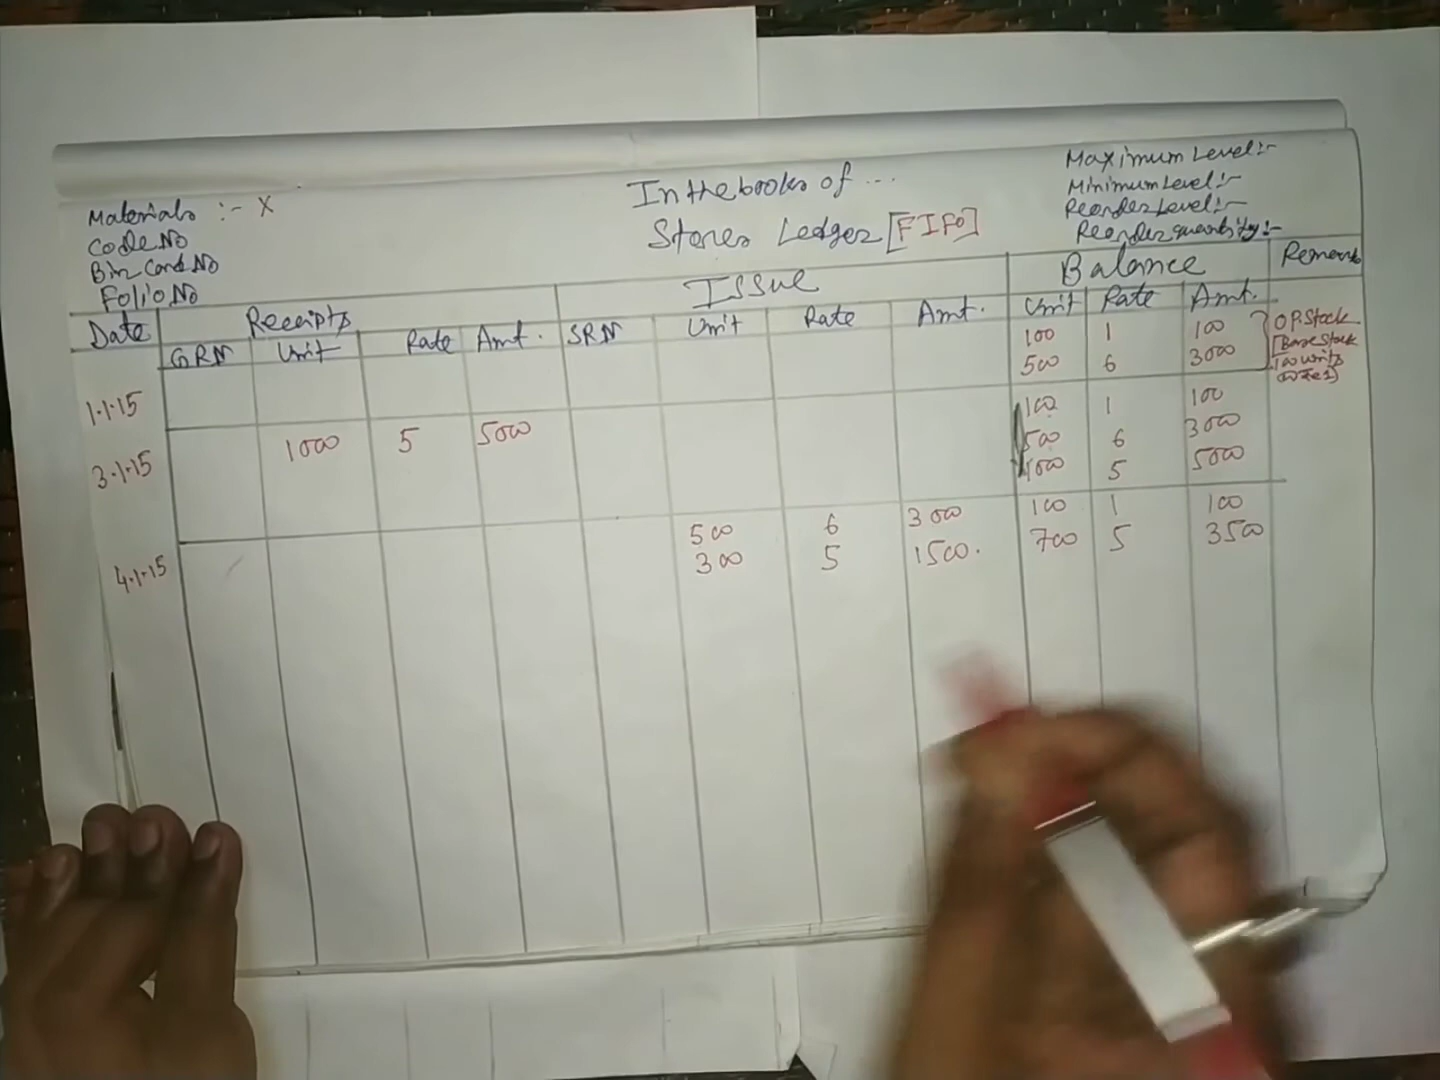 Materials :- X
Code No
Bin Card No
Folio No
In the books of ...
Stores Ledger [FIFO]
Maximum Level:-
Minimum Level:-
Reorder Level:-
Reorder quantity:-
Date Receipts Issue Balance Remark
GRN Unit Rate Amt. SRN Unit Rate Amt. Unit Rate Amt.
1.1.15 100 1 100 OP. Stock
500 6 3000 [Base Stock
100 units
3.1.15 1000 5 5000 100 1 100
500 6 3000
1000 5 5000
4.1.15 500 6 3000 100 1 100
300 5 1500. 700 5 3500